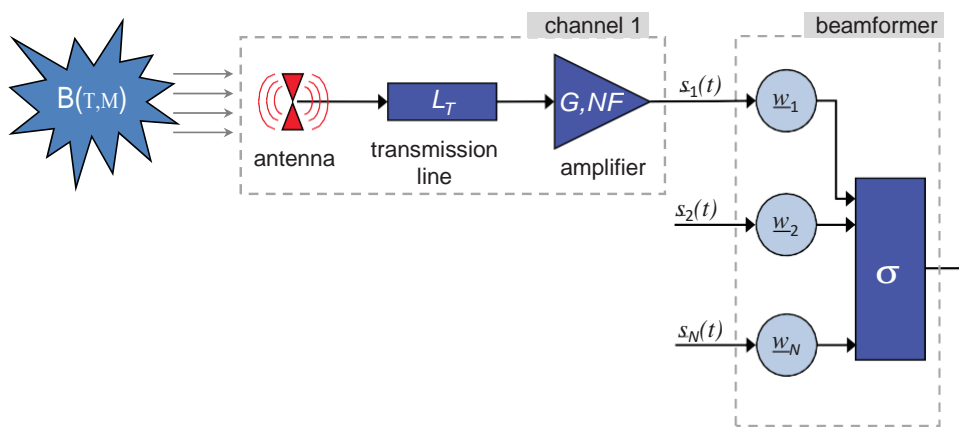 channel 1
beamformer
B(T,M)
L_T
G,NF
s_1(t)
w_1
antenna
transmission
line
amplifier
s_2(t)
w_2
σ
s_N(t)
w_N